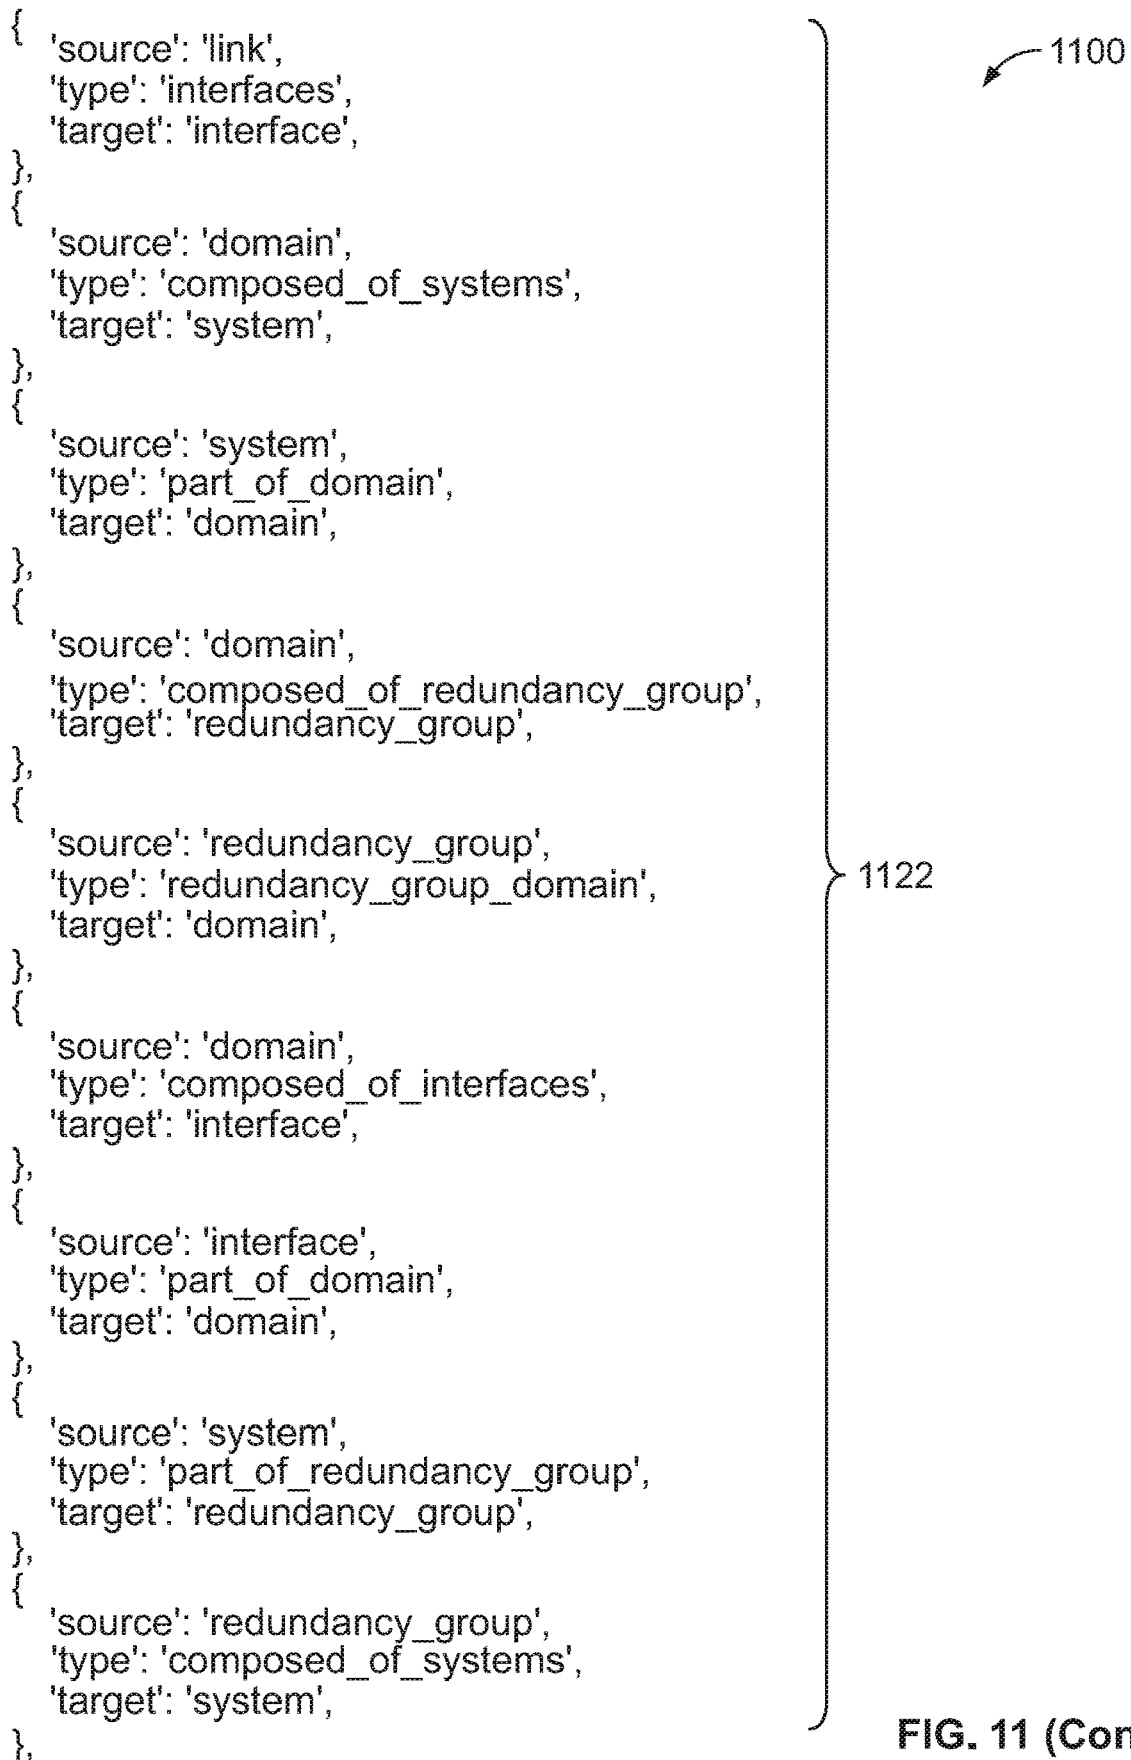 {
'source': 'link',
'type': 'interfaces',
'target': 'interface',
},
{
'source': 'domain',
'type': 'composed_of_systems',
'target': 'system',
},
{
'source': 'system',
'type': 'part_of_domain',
'target': 'domain',
},
{
'source': 'domain',
'type': 'composed_of_redundancy_group',
'target': 'redundancy_group',
},
{
'source': 'redundancy_group',
'type': 'redundancy_group_domain',
'target': 'domain',
},
{
'source': 'domain',
'type': 'composed_of_interfaces',
'target': 'interface',
},
{
'source': 'interface',
'type': 'part_of_domain',
'target': 'domain',
},
{
'source': 'system',
'type': 'part_of_redundancy_group',
'target': 'redundancy_group',
},
{
'source': 'redundancy_group',
'type': 'composed_of_systems',
'target': 'system',
},
1100
1122
FIG. 11 (Con